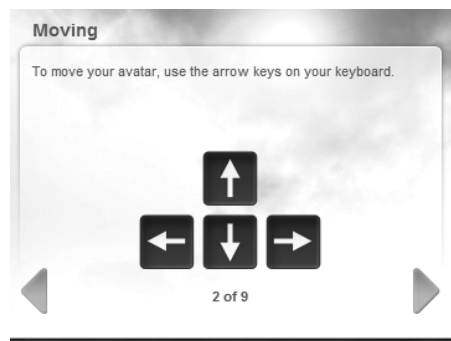 Moving
To move your avatar, use the arrow keys on your keyboard.
2 of 9